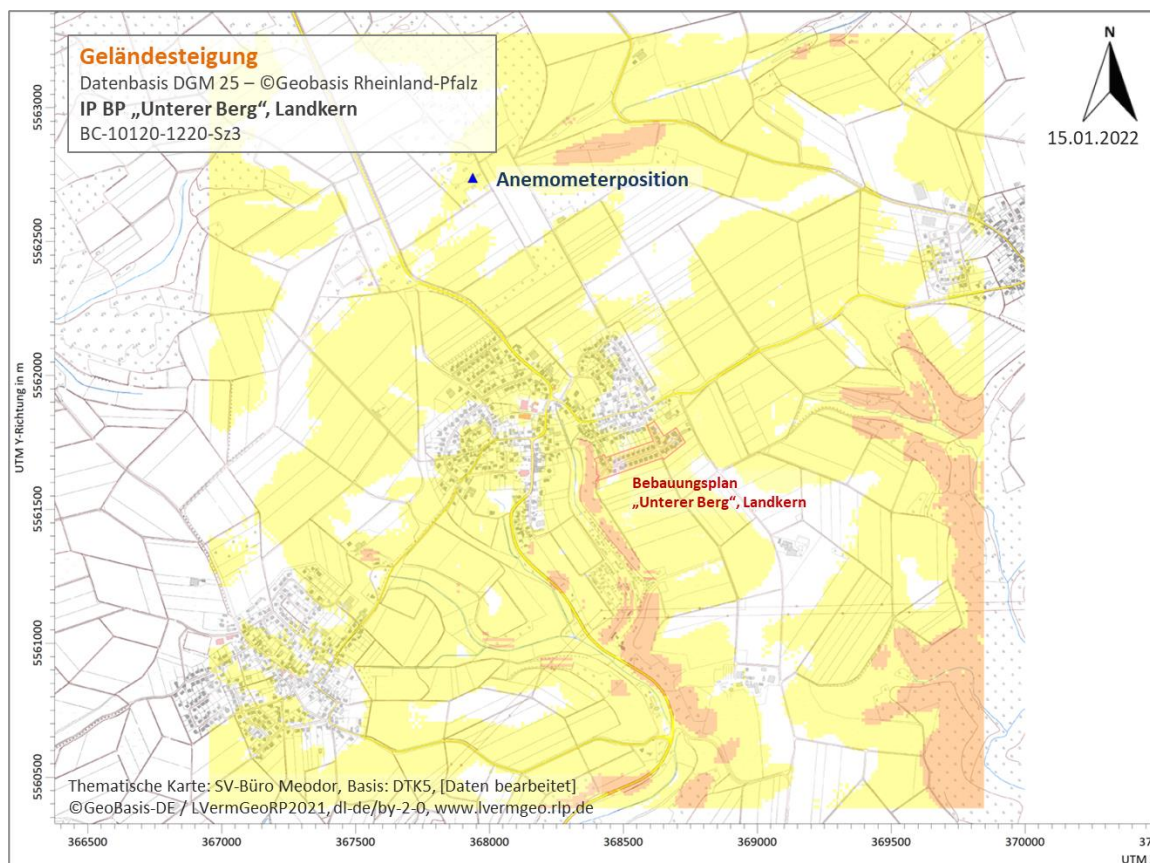 Geländesteigung
Datenbasis DGM 25 – ©Geobasis Rheinland-Pfalz
IP BP „Unterer Berg“, Landkern
BC-10120-1220-Sz3
N
15.01.2022
Anemometerposition
Bebauungsplan
„Unterer Berg“, Landkern
UTM Y-Richtung in m
5563000
5562500
5562000
5561500
5561000
5560500
Thematische Karte: SV-Büro Meodor, Basis: DTK5, [Daten bearbeitet]
©GeoBasis-DE / LVermGeoRP2021, dl-de/by-2-0, www.lvermgeo.rlp.de
366500 367000 367500 368000 368500 369000 369500 370000 37
UTM